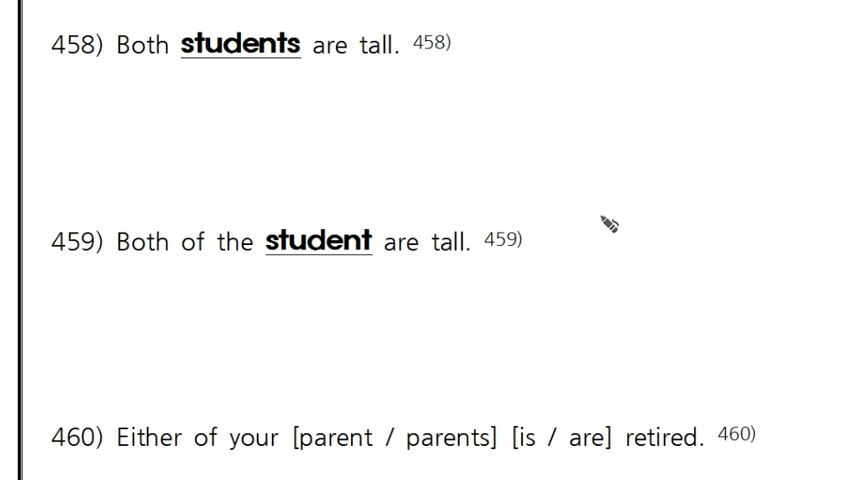 458) Both students are tall. 458)
459) Both of the student are tall. 459)
460) Either of your [parent / parents] [is / are] retired. 460)